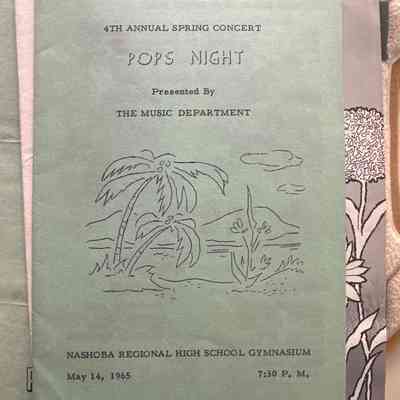 4TH ANNUAL SPRING CONCERT
POPS NIGHT
Presented By
THE MUSIC DEPARTMENT
NASHOBA REGIONAL HIGH SCHOOL GYMNASIUM
May 14, 1965 7:30 P. M.